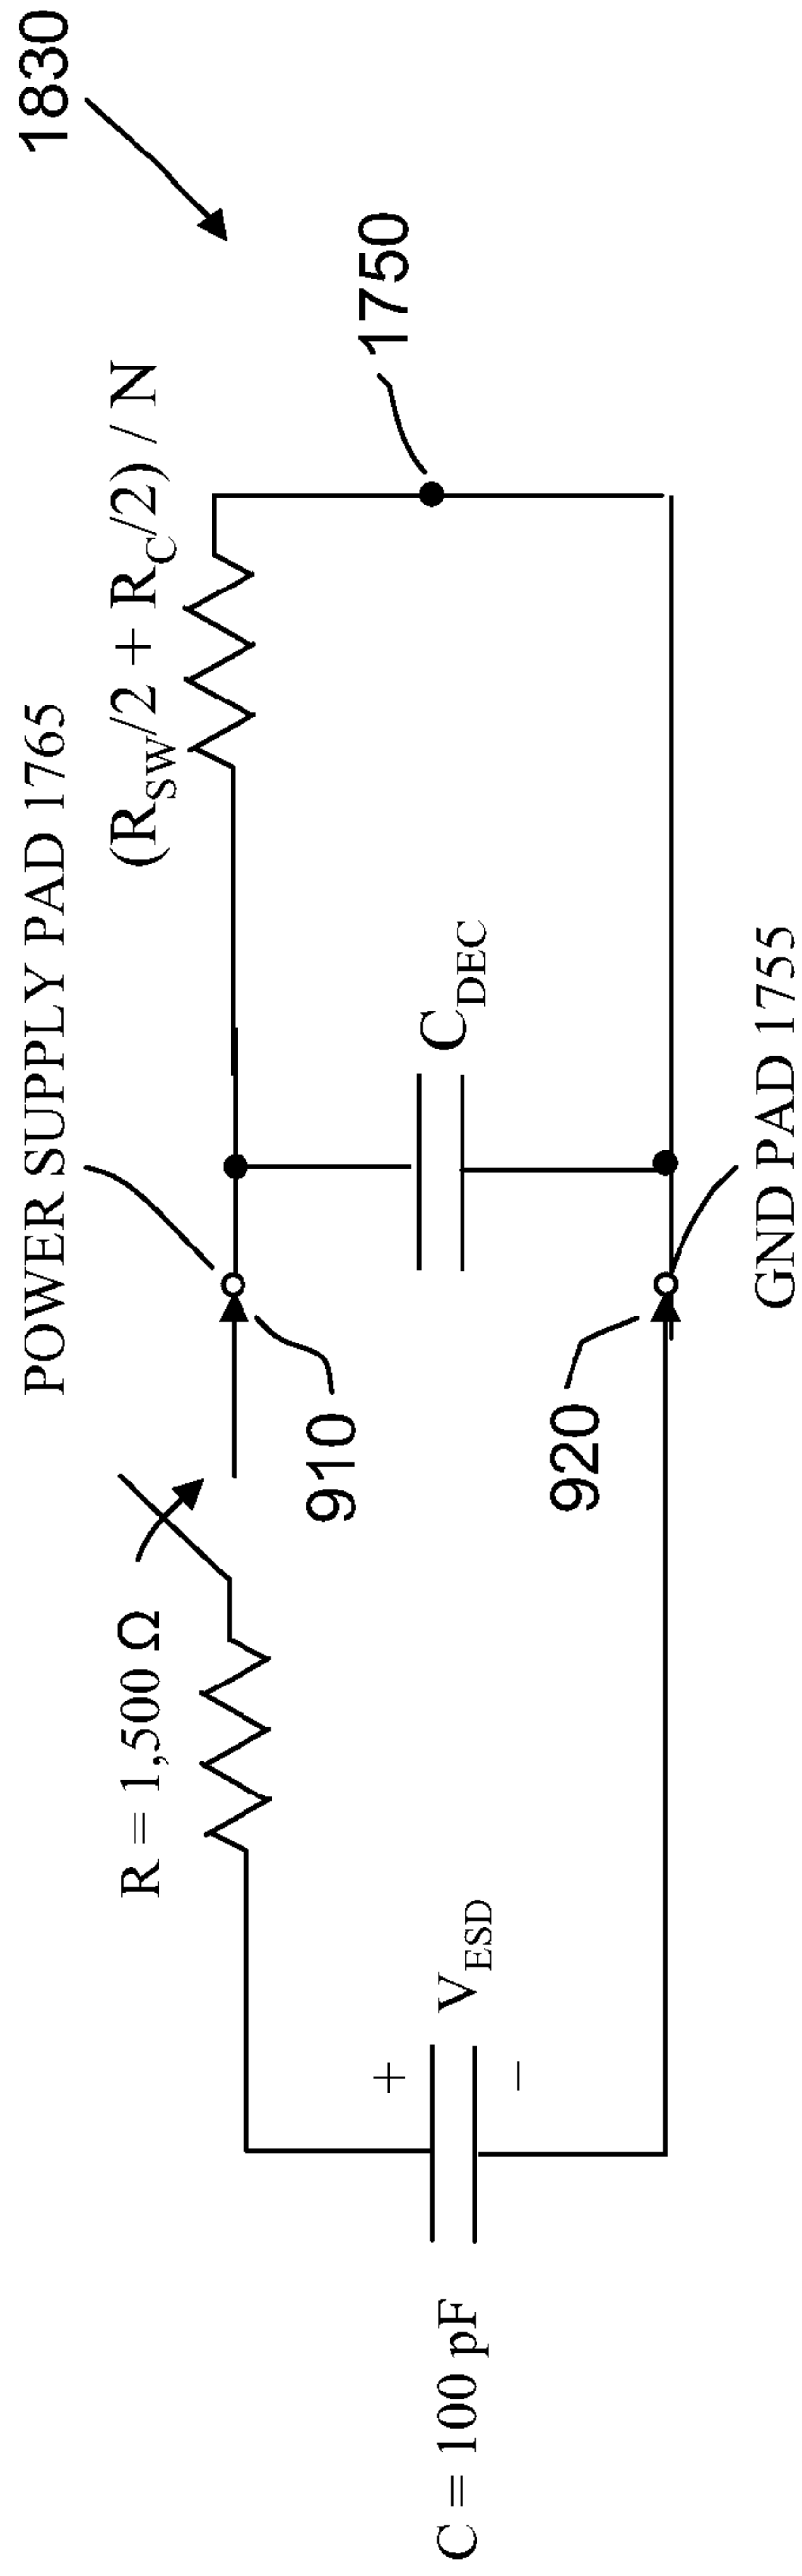 1830
POWER SUPPLY PAD 1765
(R_SW/2 + R_C/2) / N
1750
R = 1,500 Ω
910
C_DEC
920
GND PAD 1755
+
V_ESD
–
C = 100 pF